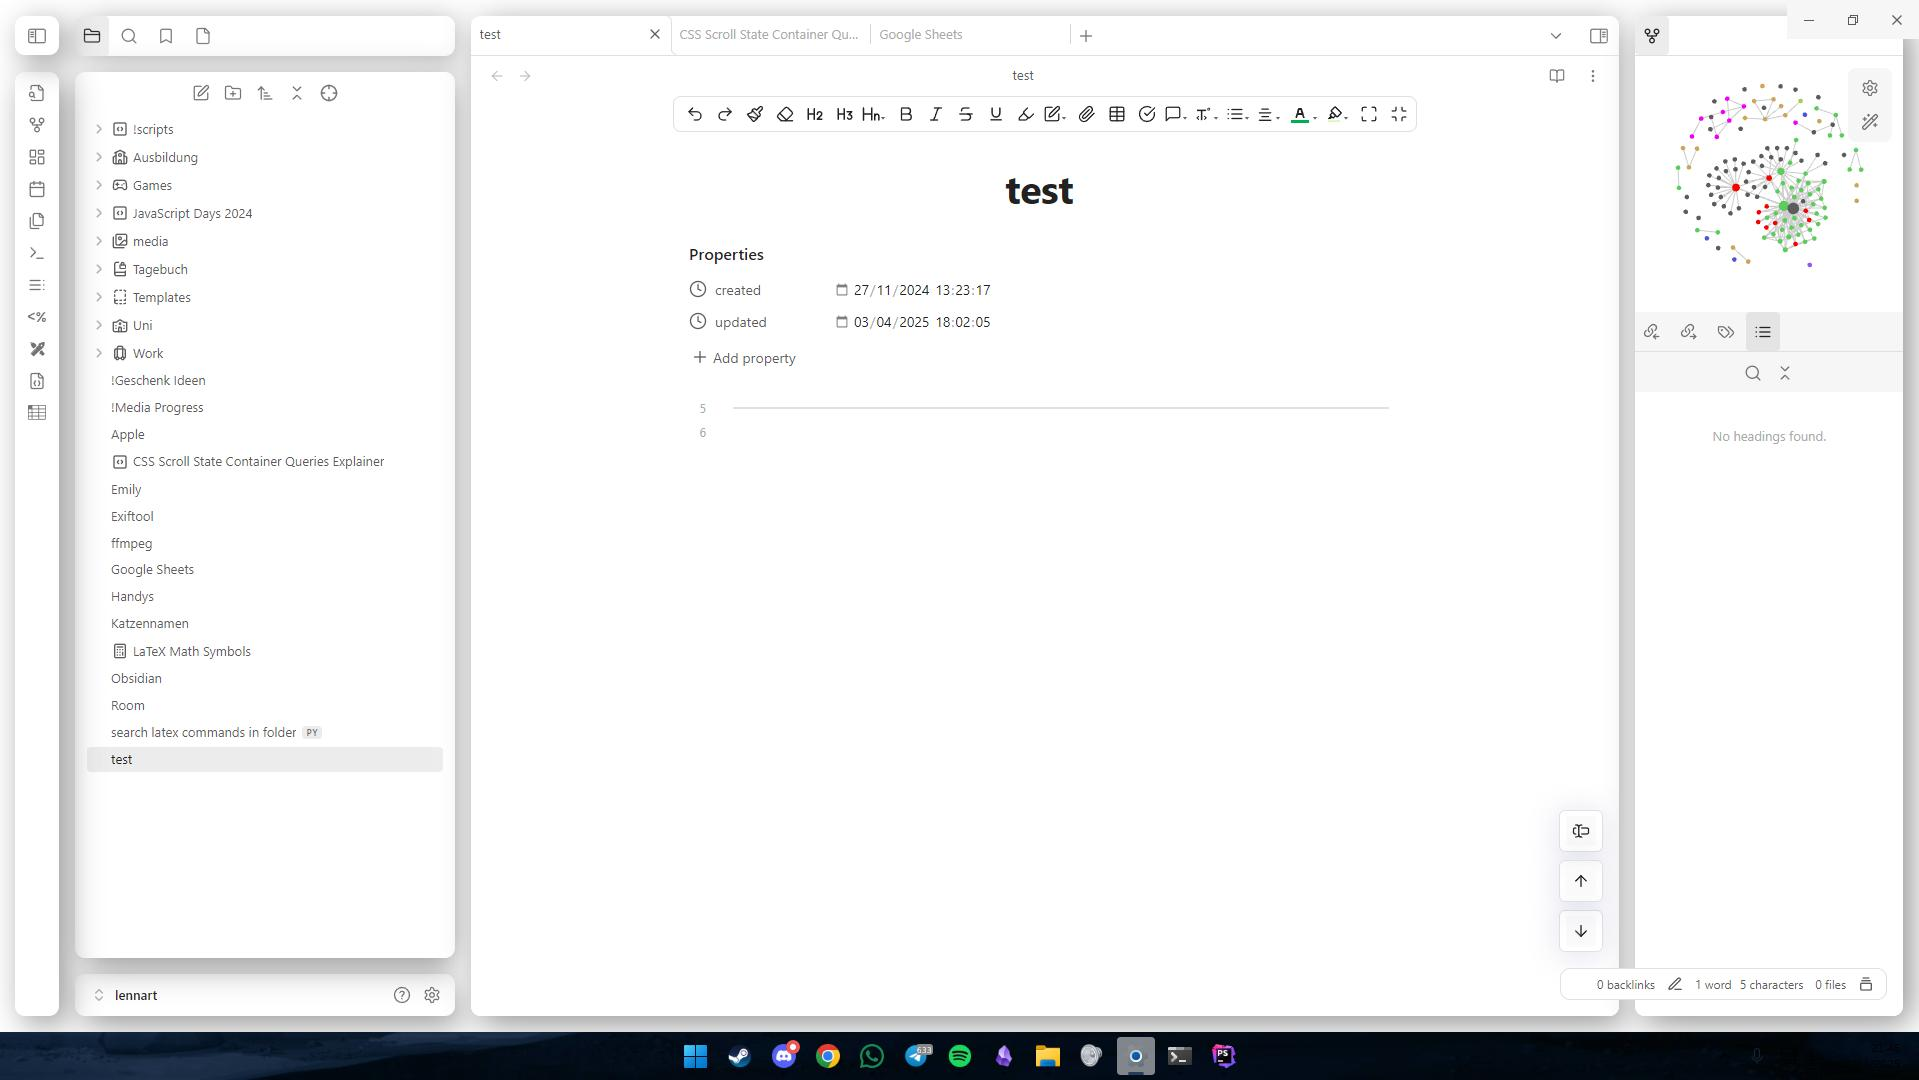 test
CSS Scroll State Container Qu...
Google Sheets
test
H2 H3 Hn
!scripts
Ausbildung
Games
JavaScript Days 2024
media
Tagebuch
Templates
Uni
Work
!Geschenk Ideen
!Media Progress
Apple
CSS Scroll State Container Queries Explainer
Emily
Exiftool
ffmpeg
Google Sheets
Handys
Katzennamen
LaTeX Math Symbols
Obsidian
Room
search latex commands in folder PY
test
lennart
test
Properties
created 27/11/2024 13:23:17
updated 03/04/2025 18:02:05
Add property
5
6
No headings found.
0 backlinks 1 word 5 characters 0 files
633
PS